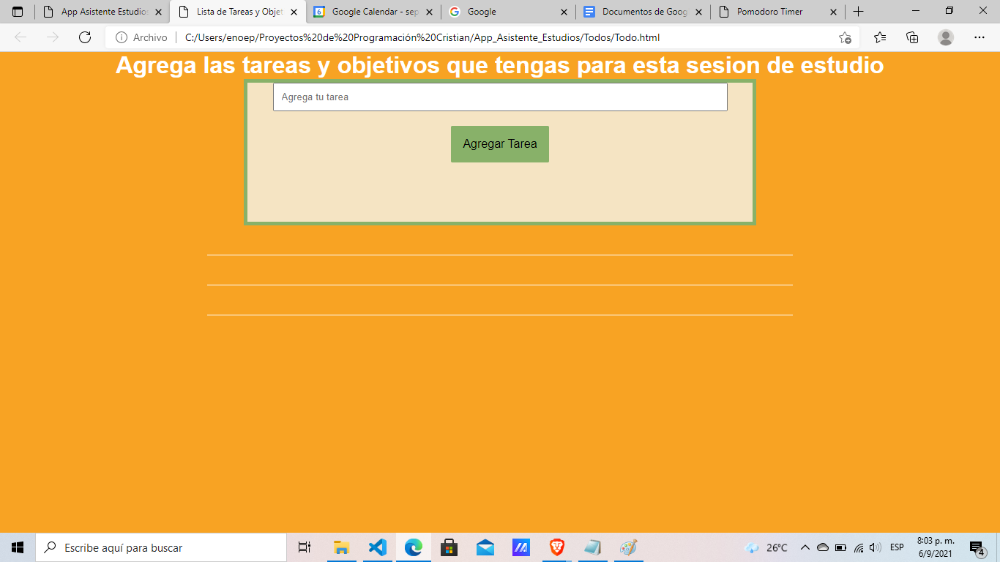 App Asistente Estudios
Lista de Tareas y Objet
Google Calendar - sep
Google
Documentos de Goog
Pomodoro Timer
Archivo
C:/Users/enoep/Proyectos%20de%20Programación%20Cristian/App_Asistente_Estudios/Todos/Todo.html
Agrega las tareas y objetivos que tengas para esta sesion de estudio
Agrega tu tarea
Agregar Tarea
Escribe aquí para buscar
26°C
ESP
8:03 p. m.
6/9/2021
4